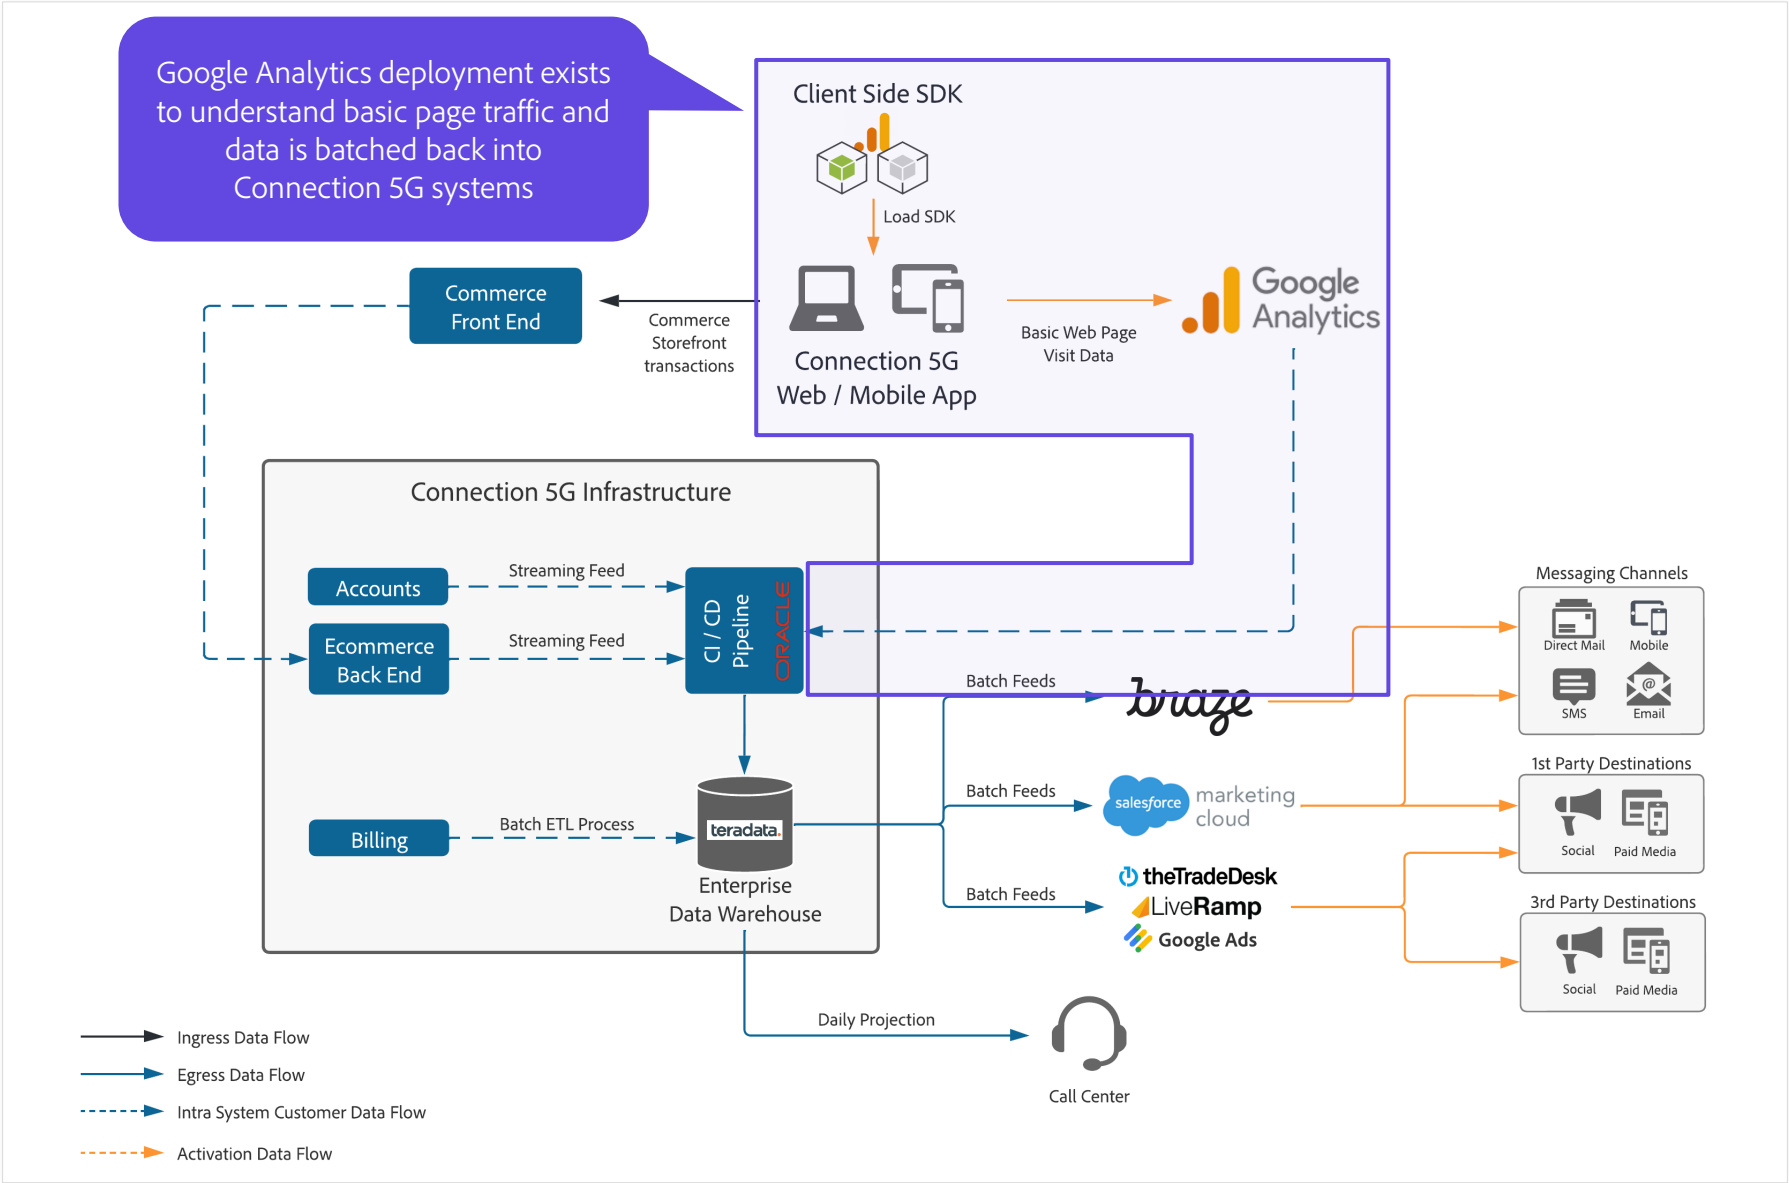 Google Analytics deployment exists
to understand basic page traffic and
data is batched back into
Connection 5G systems
Client Side SDK
Load SDK
Commerce
Front End
Commerce
Storefront
transactions
Connection 5G
Web / Mobile App
Basic Web Page
Visit Data
Google
Analytics
Connection 5G Infrastructure
Accounts
Streaming Feed
Ecommerce
Back End
Streaming Feed
CI / CD
Pipeline
ORACLE
Billing
Batch ETL Process
teradata.
Enterprise
Data Warehouse
Batch Feeds
braze
Batch Feeds
salesforce
marketing
cloud
Batch Feeds
theTradeDesk
LiveRamp
Google Ads
Daily Projection
Call Center
Messaging Channels
Direct Mail
Mobile
SMS
@
Email
1st Party Destinations
Social
Paid Media
3rd Party Destinations
Social
Paid Media
Ingress Data Flow
Egress Data Flow
Intra System Customer Data Flow
Activation Data Flow